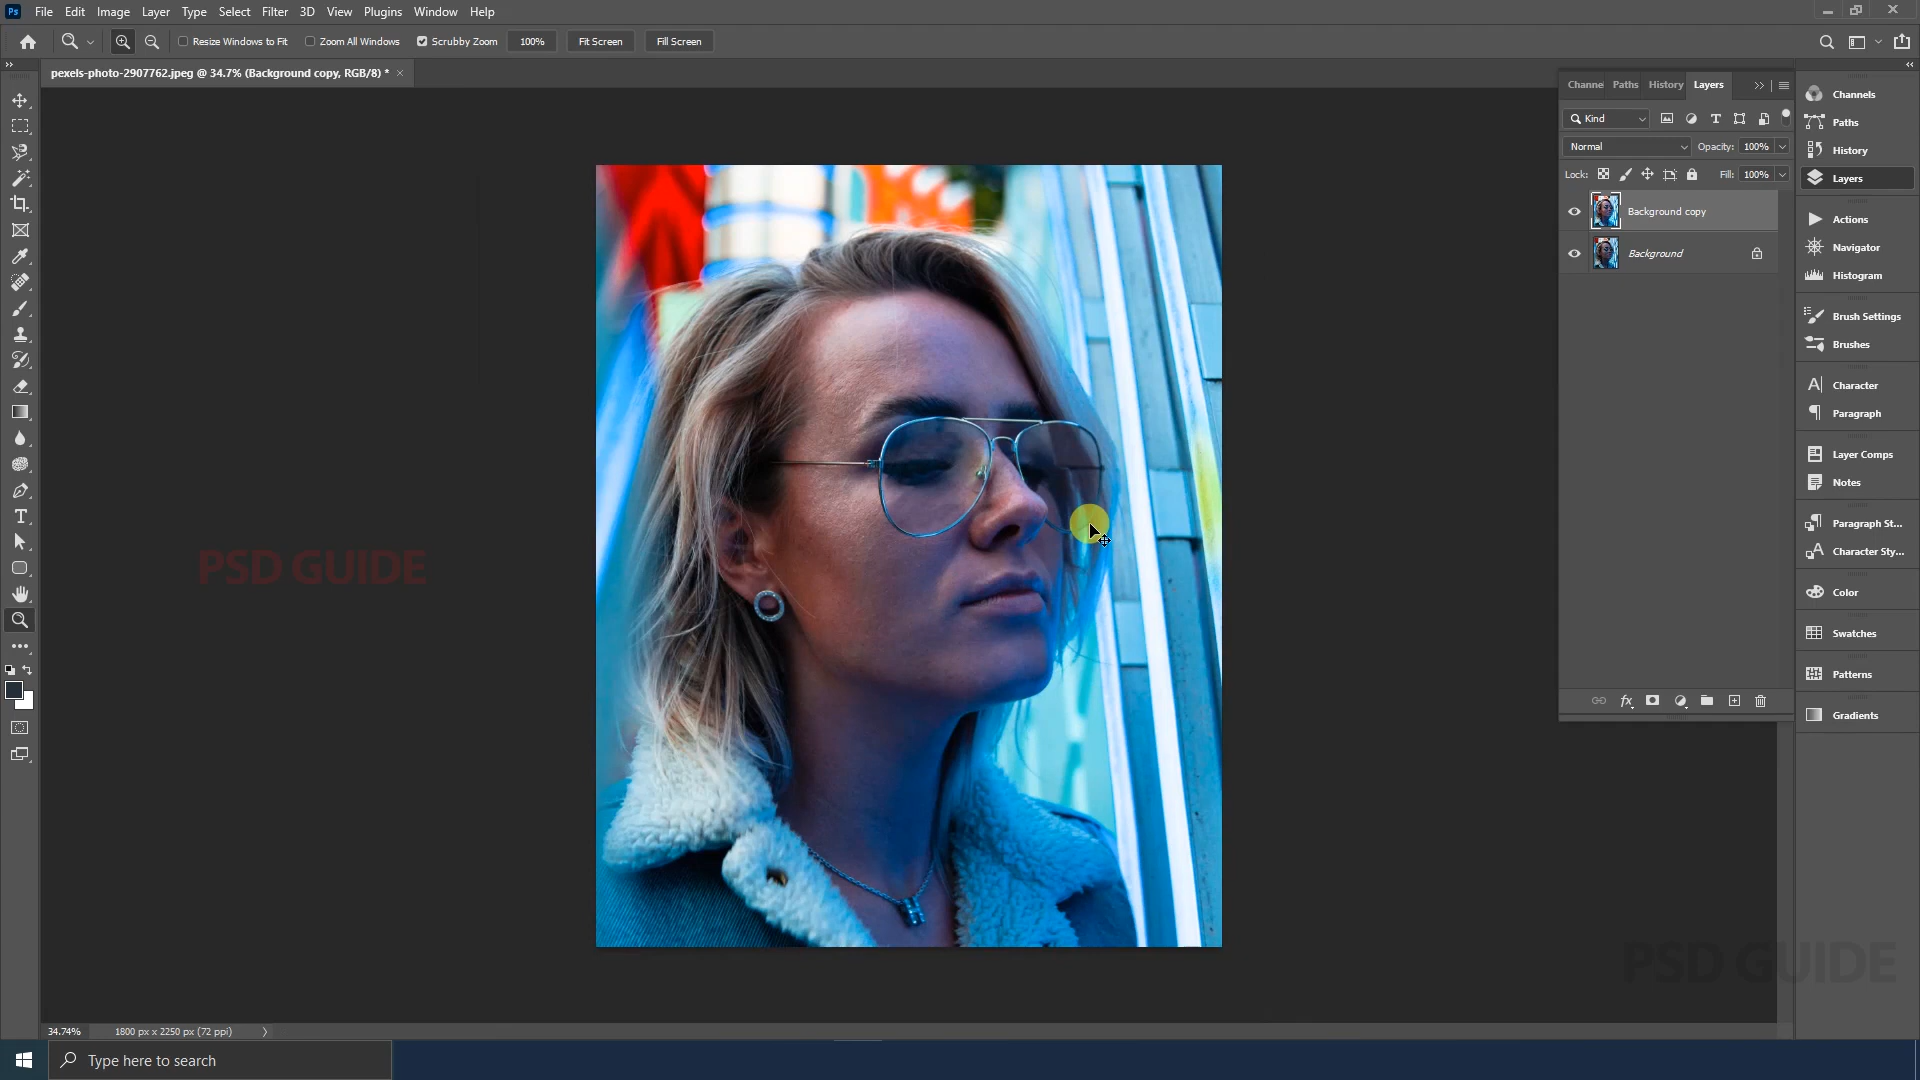 Ps File Edit Image Layer Type Select Filter 3D View Plugins Window Help
Resize Windows to Fit Zoom All Windows Scrubby Zoom 100% Fit Screen Fill Screen
pexels-photo-2907762.jpeg @ 34.7% (Background copy, RGB/8) * ×
Channe Paths History Layers
Kind
Normal Opacity: 100%
Lock: Fill: 100%
Background copy
Background
Channels
Paths
History
Layers
Actions
Navigator
Histogram
Brush Settings
Brushes
Character
Paragraph
Layer Comps
Notes
Paragraph St...
Character Sty...
Color
Swatches
Patterns
Gradients
PSD GUIDE
PSD GUIDE
34.74% 1800 px x 2250 px (72 ppi)
Type here to search